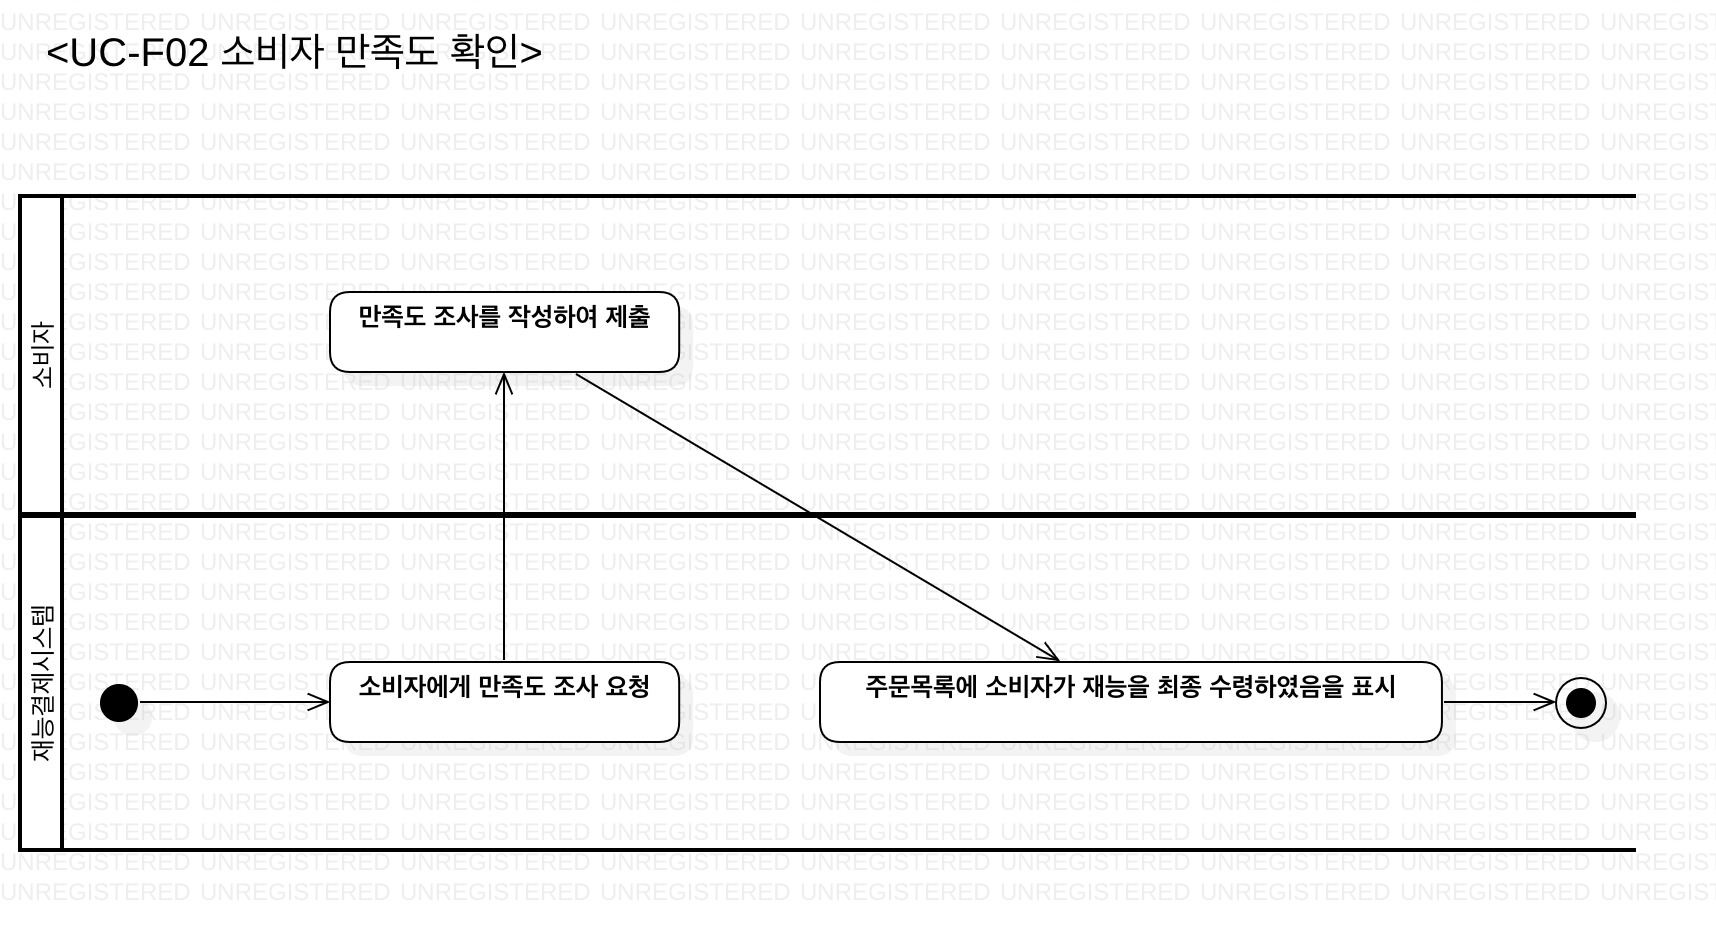 <UC-F02 소비자 만족도 확인>
소비자
만족도 조사를 작성하여 제출
재능결제시스템
소비자에게 만족도 조사 요청
주문목록에 소비자가 재능을 최종 수령하였음을 표시
UNREGISTERED